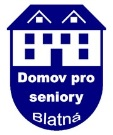 Domov pro
seniory
Blatná